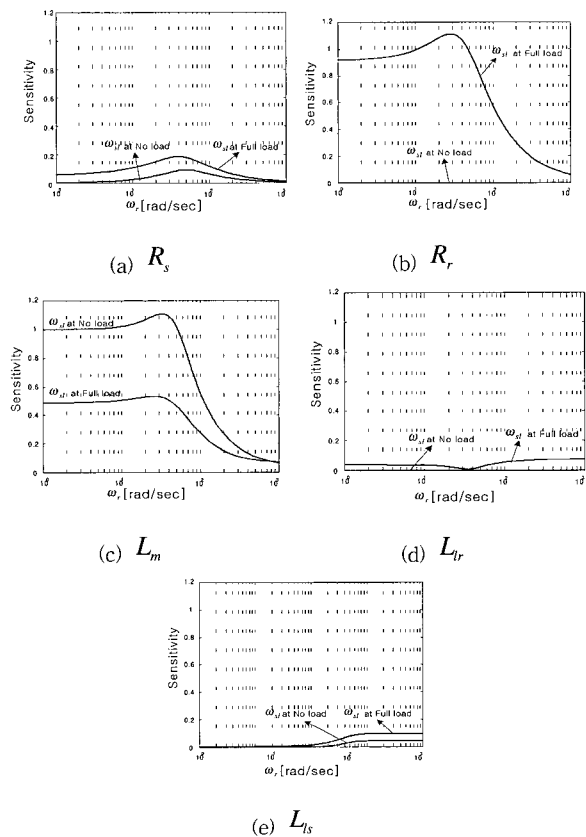 Sensitivity
1.2
1
0.8
0.6
0.4
0.2
0
ω_sl at No load
ω_sl at Full load
ω_r [rad/sec]
(a) R_s
Sensitivity
1.2
1
0.8
0.6
0.4
0.2
0
ω_sl at Full load
ω_sl at No load
ω_r [rad/sec]
(b) R_r
Sensitivity
1.2
1
0.8
0.6
0.4
0.2
0
ω_sl at No load
ω_sl at Full load
ω_r [rad/sec]
(c) L_m
Sensitivity
1.2
1
0.8
0.6
0.4
0.2
0
ω_sl at No load
ω_sl at Full load
ω_r [rad/sec]
(d) L_lr
Sensitivity
1.2
1
0.8
0.6
0.4
0.2
0
ω_sl at No load
ω_sl at Full load
ω_r [rad/sec]
(e) L_ls